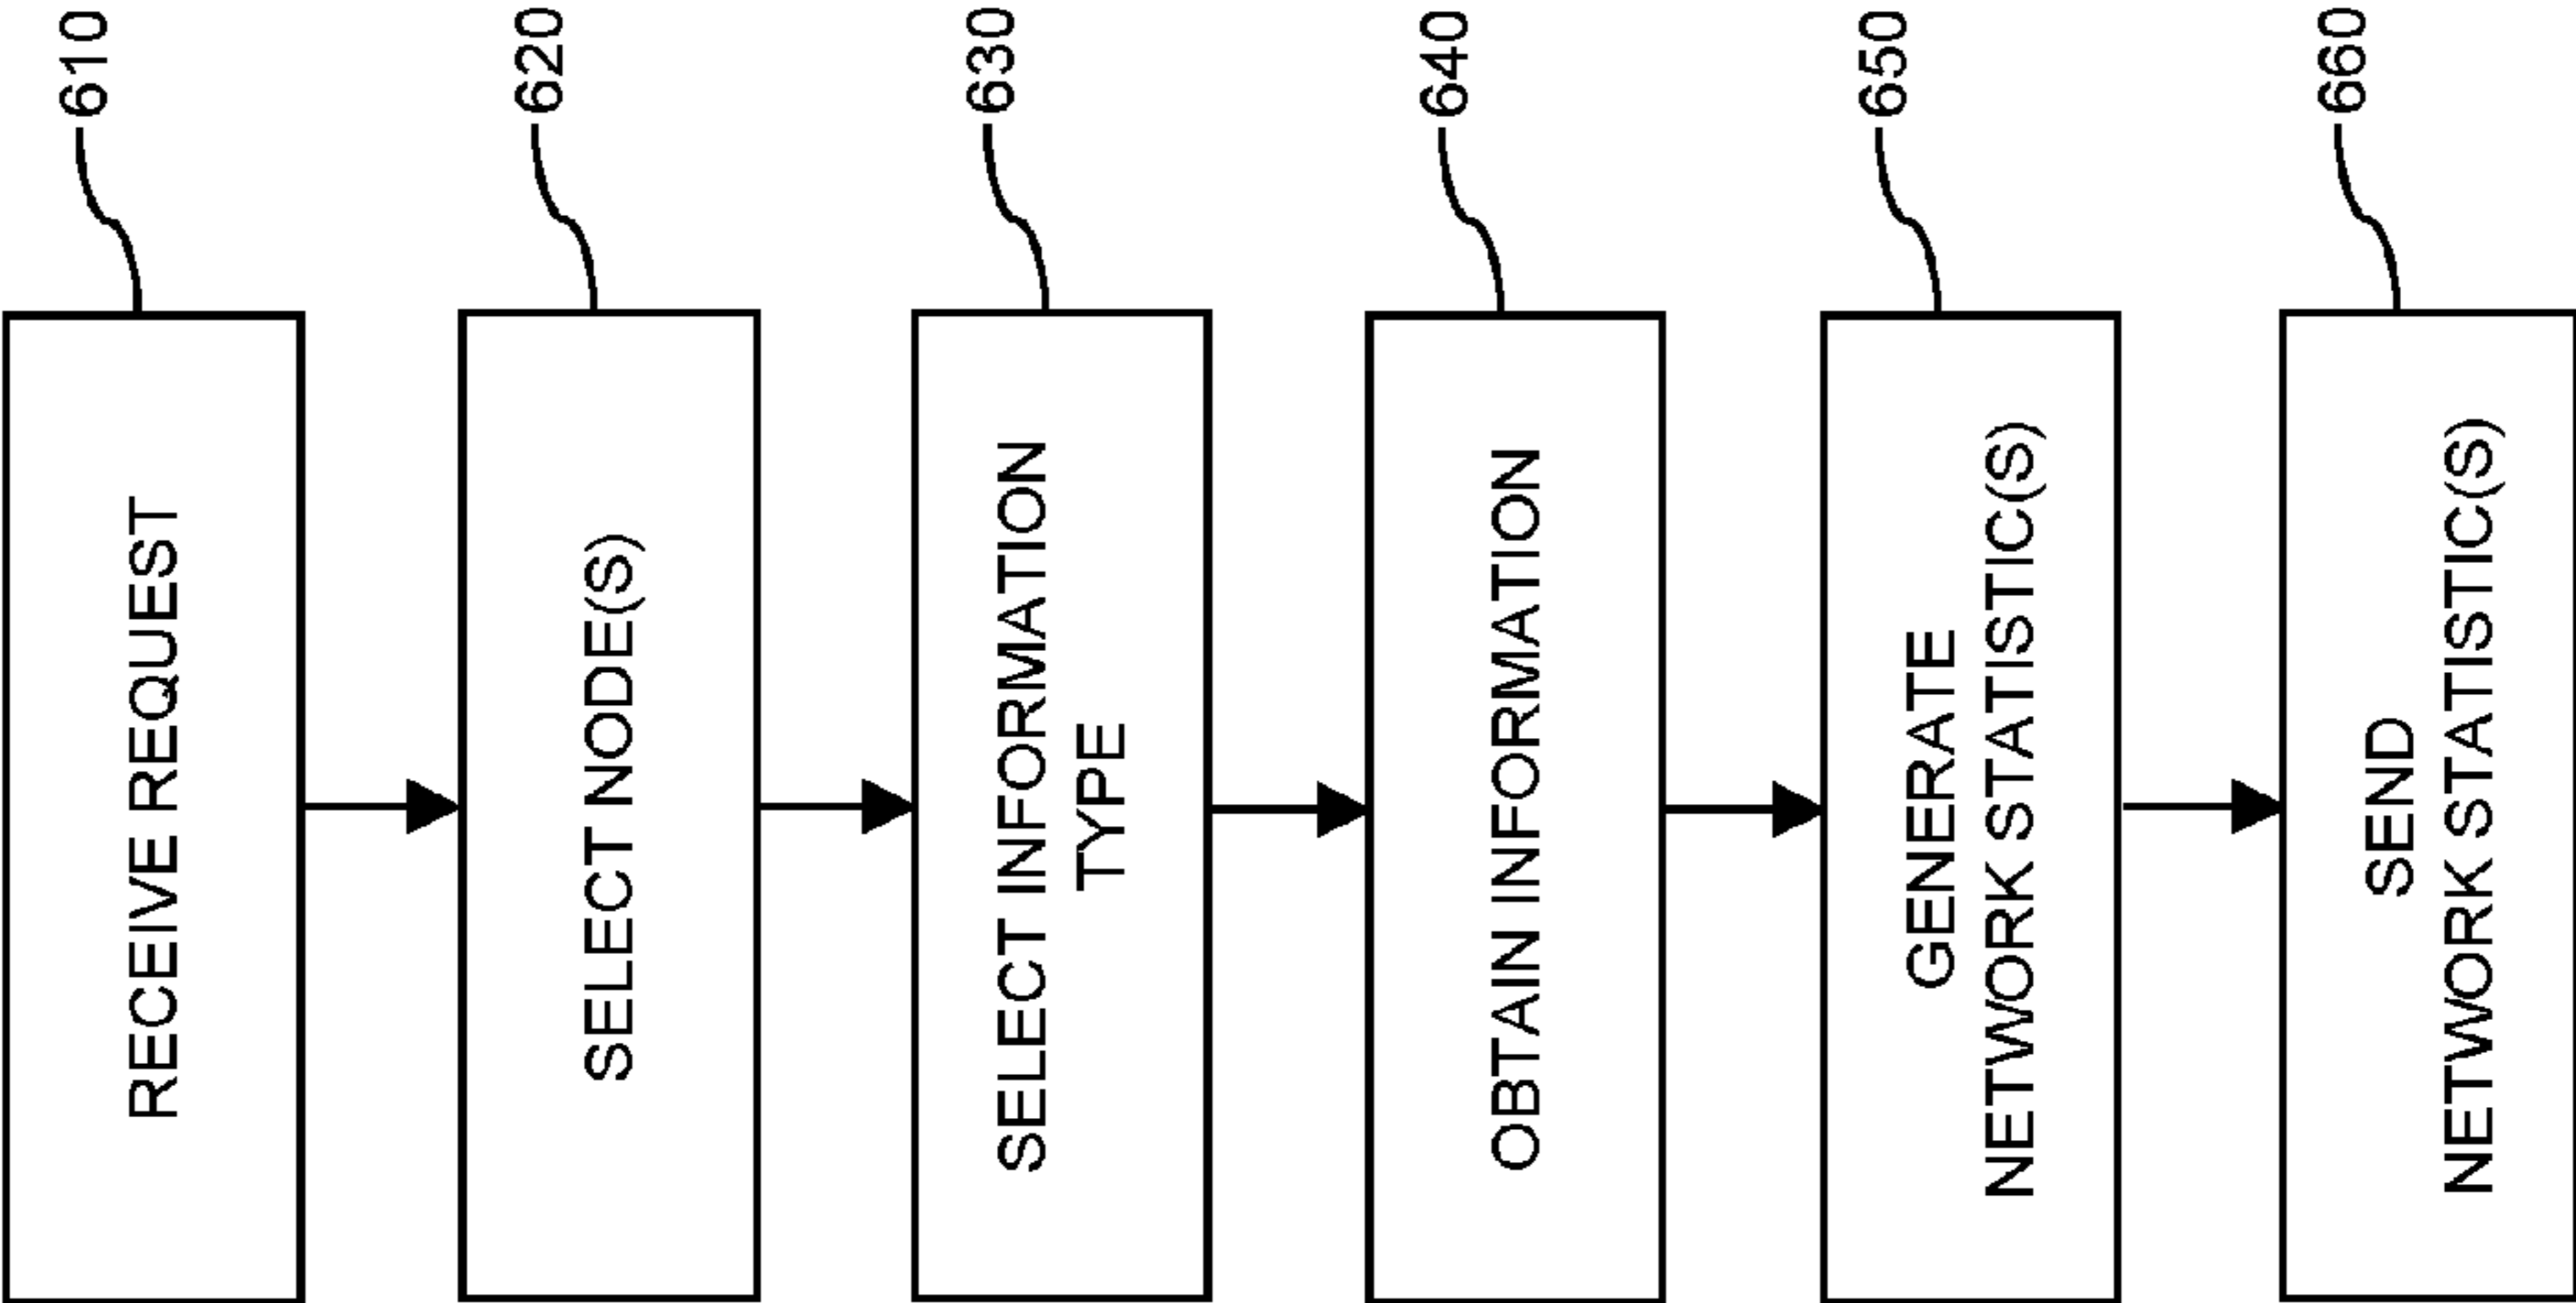 RECEIVE REQUEST
610
SELECT NODE(S)
620
SELECT INFORMATION
TYPE
630
OBTAIN INFORMATION
640
GENERATE
NETWORK STATISTIC(S)
650
SEND
NETWORK STATISTIC(S)
660